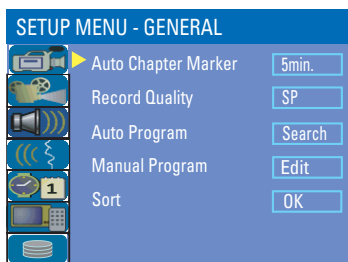 SETUP MENU - GENERAL
Auto Chapter Marker 5min.
Record Quality SP
Auto Program Search
Manual Program Edit
Sort OK
1